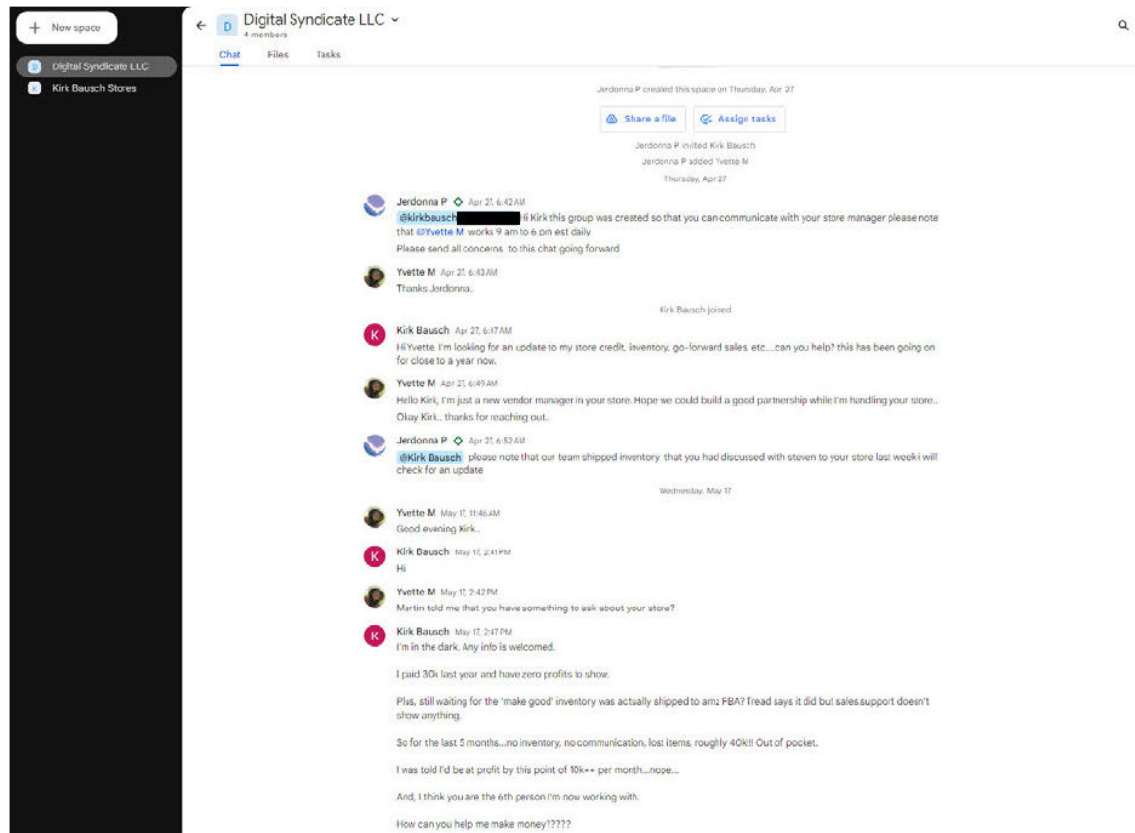 New space
Digital Syndicate LLC
Kirk Bausch Stores
Digital Syndicate LLC
4 members
Chat Files Tasks
Jerdonna P created this space on Thursday, Apr 27
Share a file Assign tasks
Jerdonna P invited Kirk Bausch
Jerdonna P added Yvette M
Thursday, Apr 27
Jerdonna P Apr 27, 6:42 AM
@kirkbausch Hi Kirk this group was created so that you can communicate with your store manager please note
that @Yvette M works 9 am to 6 pm est daily
Please send all concerns to this chat going forward
Yvette M Apr 27, 6:43 AM
Thanks Jerdonna..
Kirk Bausch joined
K Kirk Bausch Apr 27, 6:47 AM
Hi Yvette. I'm looking for an update to my store credit, inventory, go-forward sales, etc....can you help? this has been going on
for close to a year now.
Yvette M Apr 27, 6:49 AM
Hello Kirk, I'm just a new vendor manager in your store. Hope we could build a good partnership while I'm handling your store..
Okay Kirk.. thanks for reaching out..
Jerdonna P Apr 27, 6:52 AM
@Kirk Bausch please note that our team shipped inventory that you had discussed with steven to your store last week i will
check for an update
Wednesday, May 17
Yvette M May 17, 11:46 AM
Good evening Kirk..
K Kirk Bausch May 17, 2:41 PM
Hi
Yvette M May 17, 2:42 PM
Martin told me that you have something to ask about your store?
K Kirk Bausch May 17, 2:47 PM
I'm in the dark. Any info is welcomed.
I paid 30k last year and have zero profits to show.
Plus, still waiting for the 'make good' inventory was actually shipped to amz FBA? Tread says it did but sales support doesn't
show anything.
So for the last 5 months...no inventory, no communication, lost items, roughly 40k!!! Out of pocket.
I was told I'd be at profit by this point of 10k++ per month...nope...
And, I think you are the 6th person I'm now working with.
How can you help me make money?????